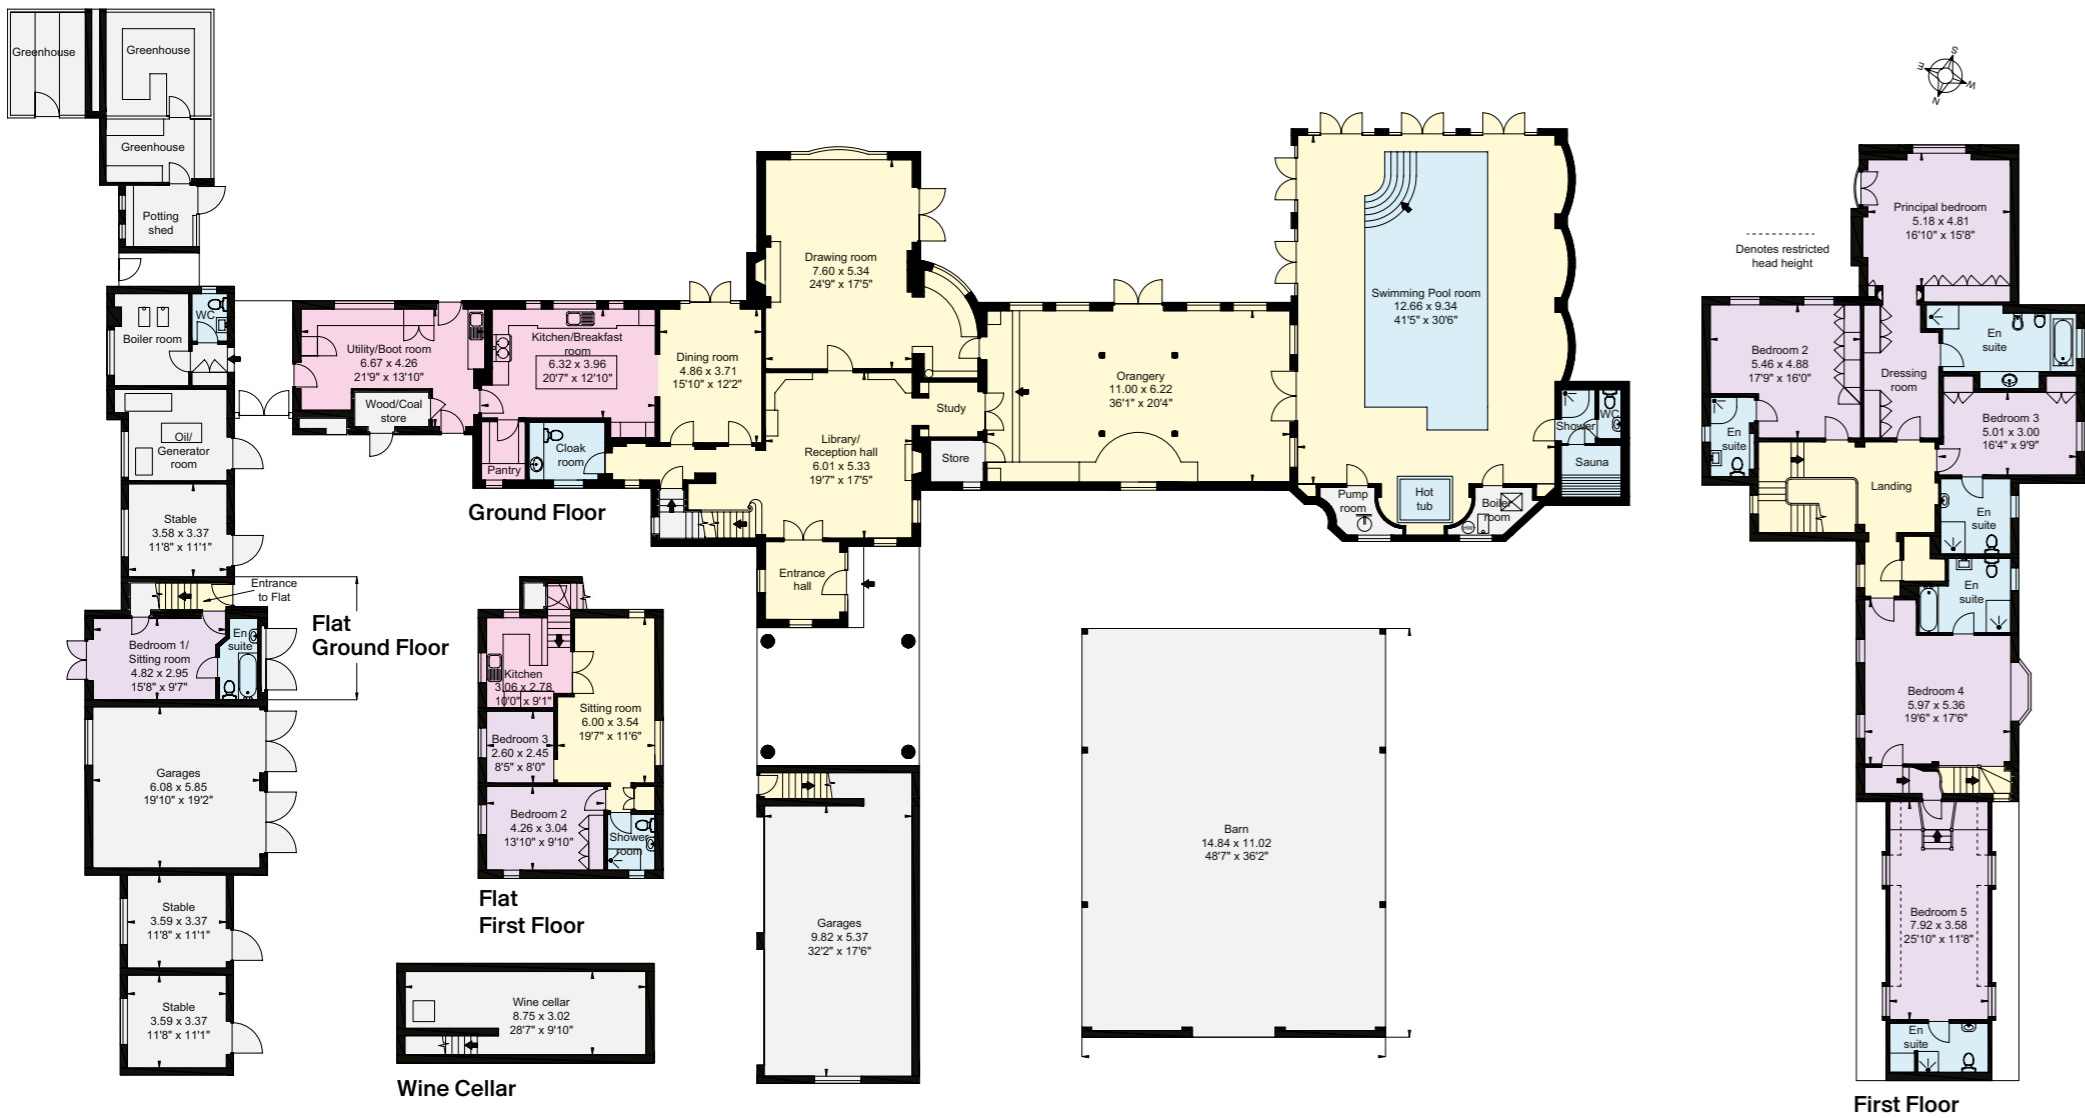 Greenhouse
Greenhouse
Greenhouse
Potting
shed
WC
Boiler room
Oil/
Generator
room
Stable
3.58 x 3.37
11'8" x 11'1"
Entrance
to Flat
Flat
Ground Floor
Bedroom 1/
Sitting room
4.82 x 2.95
15'8" x 9'7"
En
suite
Garages
6.08 x 5.85
19'10" x 19'2"
Stable
3.59 x 3.37
11'8" x 11'1"
Stable
3.59 x 3.37
11'8" x 11'1"
Utility/Boot room
6.67 x 4.26
21'9" x 13'10"
Wood/Coal
store
Kitchen/Breakfast
room
6.32 x 3.96
20'7" x 12'10"
Pantry
Cloak
room
Dining room
4.86 x 3.71
15'10" x 12'2"
Drawing room
7.60 x 5.34
24'9" x 17'5"
Library/
Reception hall
6.01 x 5.33
19'7" x 17'5"
Study
Store
Entrance
hall
Ground Floor
Orangery
11.00 x 6.22
36'1" x 20'4"
Swimming Pool room
12.66 x 9.34
41'5" x 30'6"
Shower
WC
Sauna
Pump
room
Hot
tub
Boiler
room
HW
Kitchen
3.06 x 2.78
10'0" x 9'1"
Sitting room
6.00 x 3.54
19'7" x 11'6"
Bedroom 3
2.60 x 2.45
8'5" x 8'0"
Bedroom 2
4.26 x 3.04
13'10" x 9'10"
Shower
room
Flat
First Floor
Wine cellar
8.75 x 3.02
28'7" x 9'10"
Wine Cellar
Garages
9.82 x 5.37
32'2" x 17'6"
Barn
14.84 x 11.02
48'7" x 36'2"
S
E
W
N
Denotes restricted
head height
Principal bedroom
5.18 x 4.81
16'10" x 15'8"
Bedroom 2
5.46 x 4.88
17'9" x 16'0"
Dressing
room
En
suite
Bedroom 3
5.01 x 3.00
16'4" x 9'9"
En
suite
Landing
En
suite
En
suite
Bedroom 4
5.97 x 5.36
19'6" x 17'6"
Bedroom 5
7.92 x 3.58
25'10" x 11'8"
En
suite
First Floor